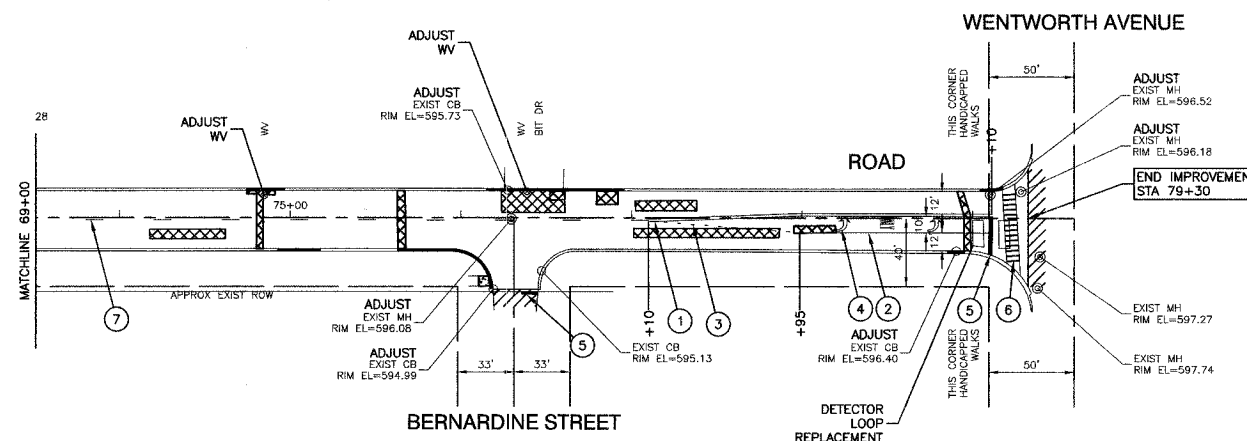 WENTWORTH AVENUE
ADJUST
WV
ADJUST
EXIST CB
RIM EL=595.73
ADJUST
WV
28
WV
WV
BIT DR
THIS CORNER
HANDICAPPED
WALKS
+10
50'
ADJUST
EXIST MH
RIM EL=596.52
ADJUST
EXIST MH
RIM EL=596.18
ROAD
END IMPROVEMEN
STA 79+30
MATCHLINE 69+00
75+00
12'
10'
12'
40'
APPROX EXIST ROW
7
ADJUST
EXIST MH
RIM EL=596.08
ADJUST
EXIST CB
RIM EL=594.99
5
EXIST CB
RIM EL=595.13
+10
1
3
+95
4
2
5
6
ADJUST
EXIST CB
RIM EL=596.40
THIS CORNER
HANDICAPPED
WALKS
EXIST MH
RIM EL=597.27
EXIST MH
RIM EL=597.74
33'
33'
50'
BERNARDINE STREET
DETECTOR
LOOP
REPLACEMENT